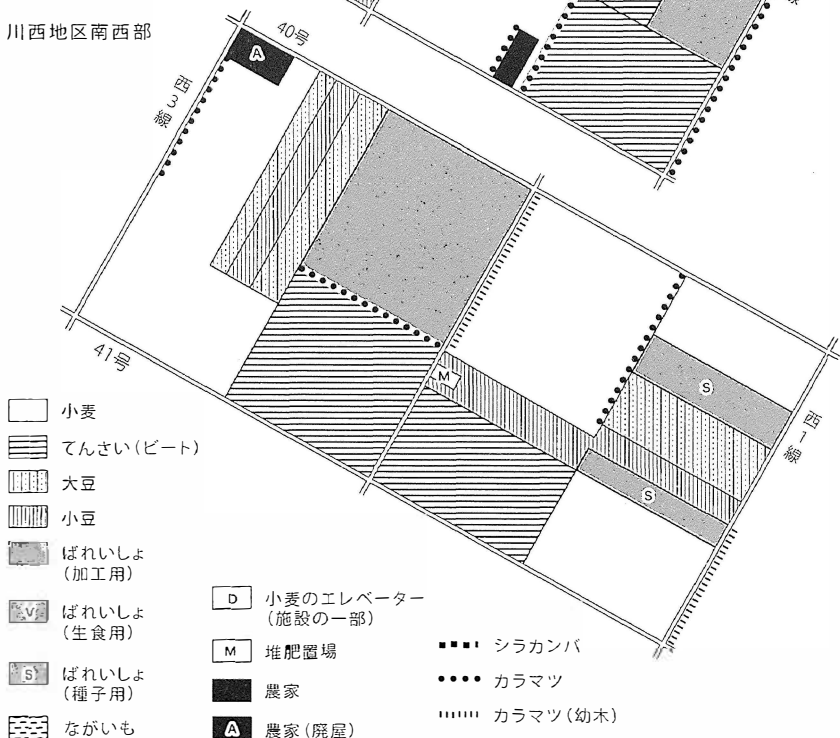 川西地区南西部
A
40号
西3線
線
41号
M
S
西1線
S
小麦
てんさい(ビート)
大豆
小豆
ばれいしょ
(加工用)
V
ばれいしょ
(生食用)
S
ばれいしょ
(種子用)
ながいも
D
小麦のエレベーター
(施設の一部)
M
堆肥置場
農家
A
農家(廃屋)
シラカンバ
カラマツ
カラマツ(幼木)